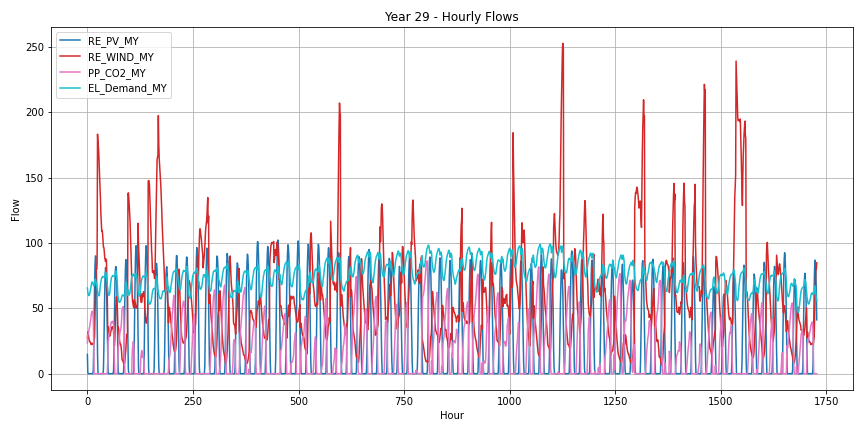 Year 29 - Hourly Flows
RE_PV_MY
RE_WIND_MY
PP_CO2_MY
EL_Demand_MY
250
200
150
100
50
0
Flow
0
250
500
750
1000
1250
1500
1750
Hour